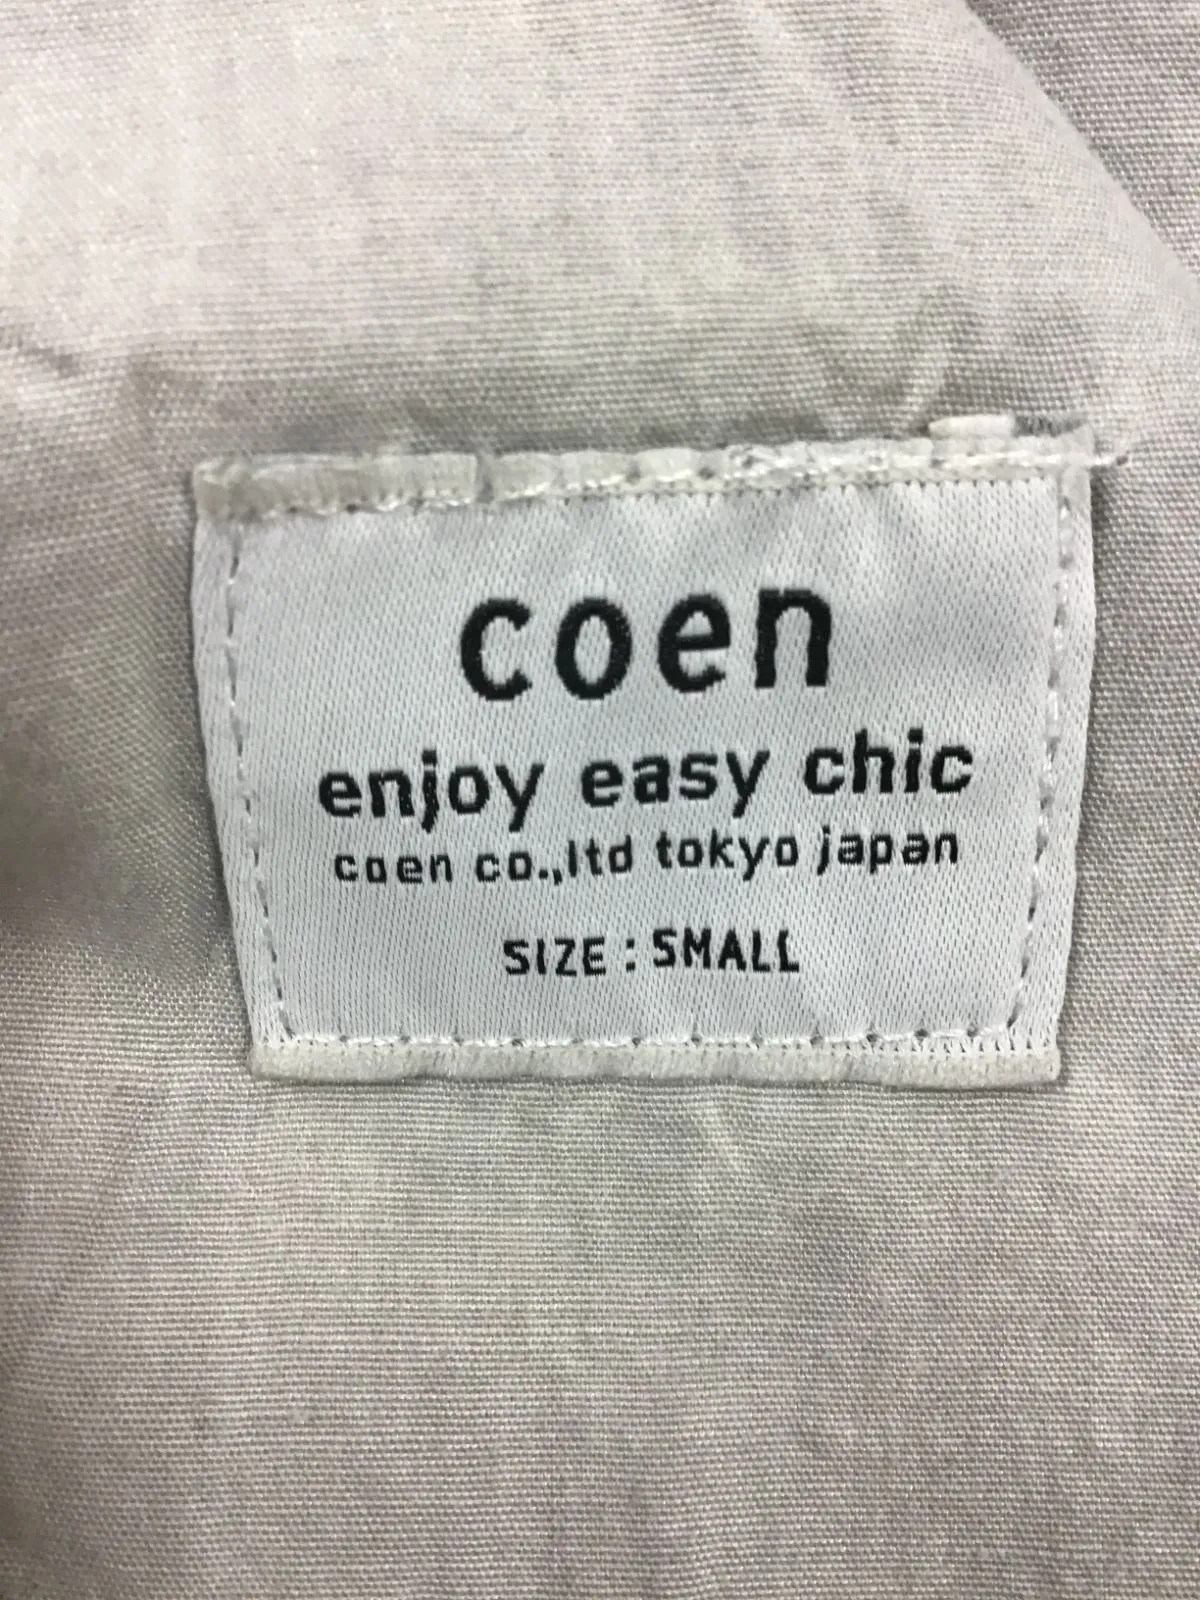 coen
enjoy easy chic
coen co.,ltd tokyo japan
SIZE : SMALL